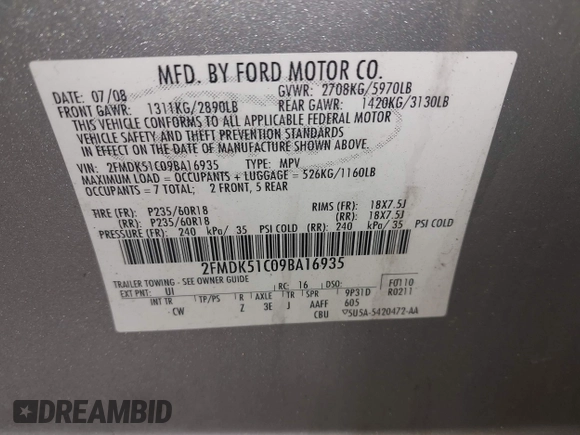 MFD. BY FORD MOTOR CO.
DATE: 07/08 GVWR: 2708KG/5970LB
FRONT GAWR: 1311KG/2890LB REAR GAWR: 1420KG/3130LB
THIS VEHICLE CONFORMS TO ALL APPLICABLE FEDERAL MOTOR
VEHICLE SAFETY AND THEFT PREVENTION STANDARDS
IN EFFECT ON THE DATE OF MANUFACTURE SHOWN ABOVE.
VIN: 2FMDK51C09BA16935 TYPE: MPV
MAXIMUM LOAD = OCCUPANTS + LUGGAGE = 526KG/1160LB
OCCUPANTS = 7 TOTAL; 2 FRONT, 5 REAR
TIRE (FR): P235/60R18 RIMS (FR): 18X7.5J
(RR): P235/60R18 (RR): 18X7.5J
PRESSURE (FR): 240 kPa/ 35 PSI COLD (RR): 240 kPa/ 35 PSI COLD
2FMDK51C09BA16935
TRAILER TOWING - SEE OWNER GUIDE
EXT PNT: UI RC: 16 DSO: F0110
INT TR TP/PS R AXLE TR SPR 9P31D R0211
CW Z 3E J AAFF 605
CBU 5U5A-5420472-AA
DREAMBID